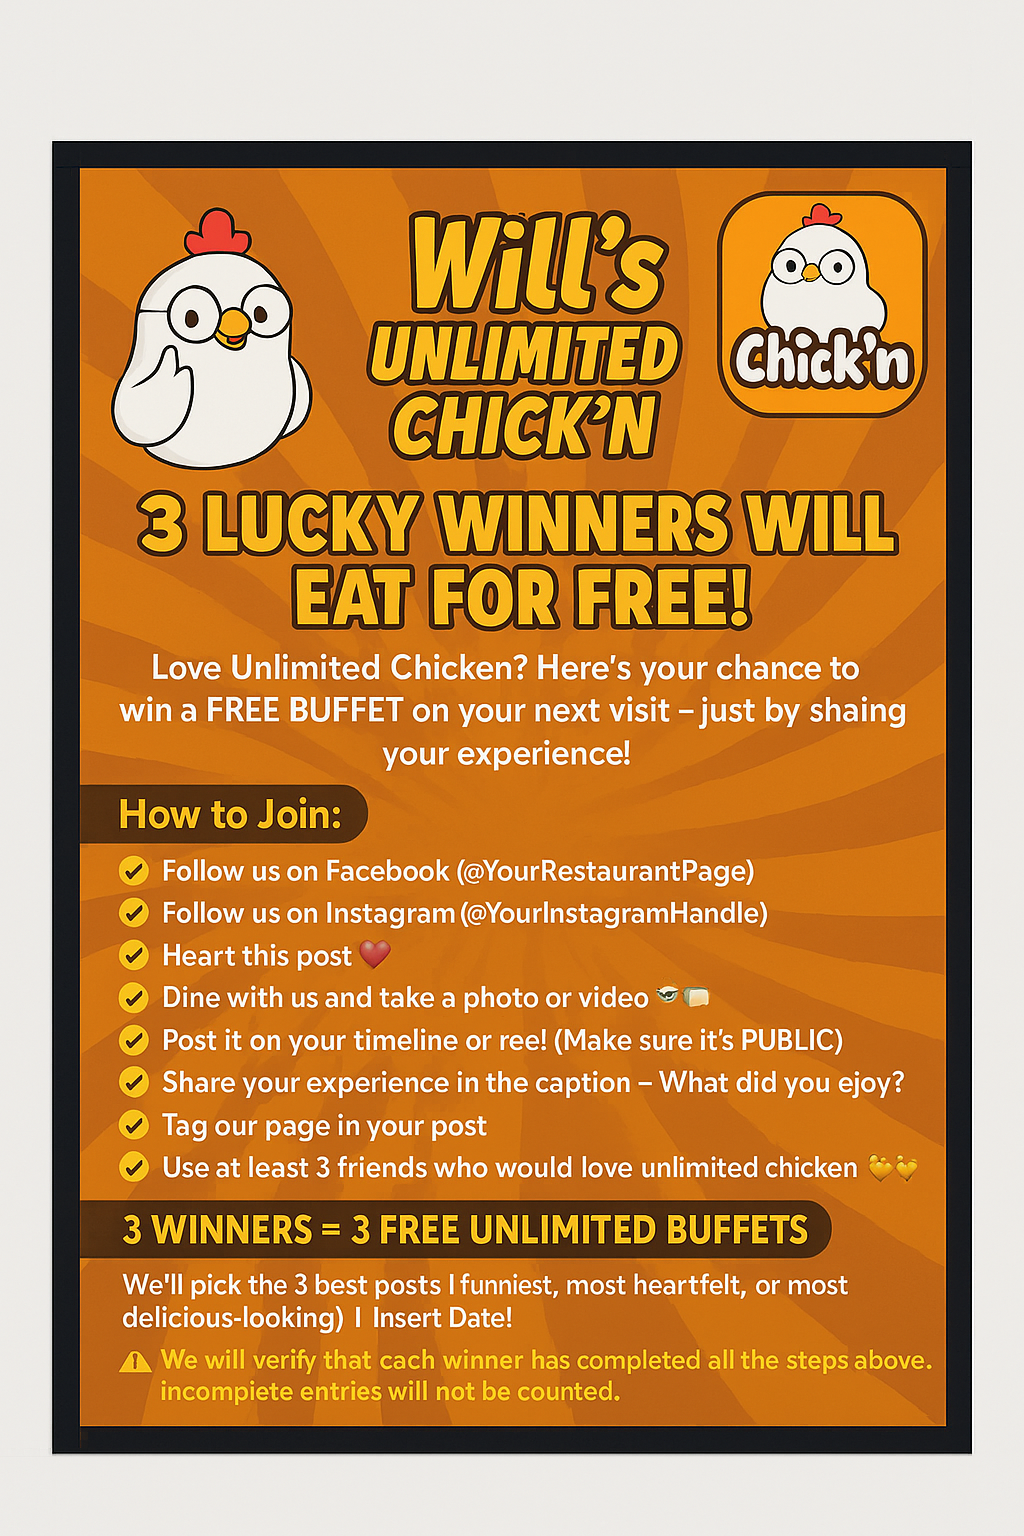 Will's
UNLIMITED
CHICK'N
Chick'n
3 LUCKY WINNERS WILL
EAT FOR FREE!
Love Unlimited Chicken? Here's your chance to
win a FREE BUFFET on your next visit – just by shaing
your experience!
How to Join:
Follow us on Facebook (@YourRestaurantPage)
Follow us on Instagram (@YourInstagramHandle)
Heart this post ❤️
Dine with us and take a photo or video
Post it on your timeline or ree! (Make sure it's PUBLIC)
Share your experience in the caption – What did you ejoy?
Tag our page in your post
Use at least 3 friends who would love unlimited chicken
3 WINNERS = 3 FREE UNLIMITED BUFFETS
We'll pick the 3 best posts I funniest, most heartfelt, or most
delicious-looking) I Insert Date!
We will verify that cach winner has completed all the steps above.
incompiete entries will not be counted.